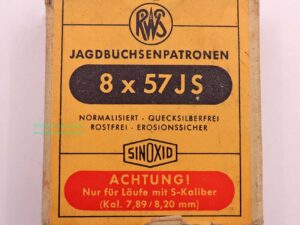 RWS
JAGDBUCHSENPATRONEN
8 x 57 JS
NORMALISIERT - QUECKSILBERFREI
ROSTFREI - EROSIONSSICHER
SINOXID
ACHTUNG!
Nur für Läufe mit S-Kaliber
(Kal. 7,89/8,20 mm)